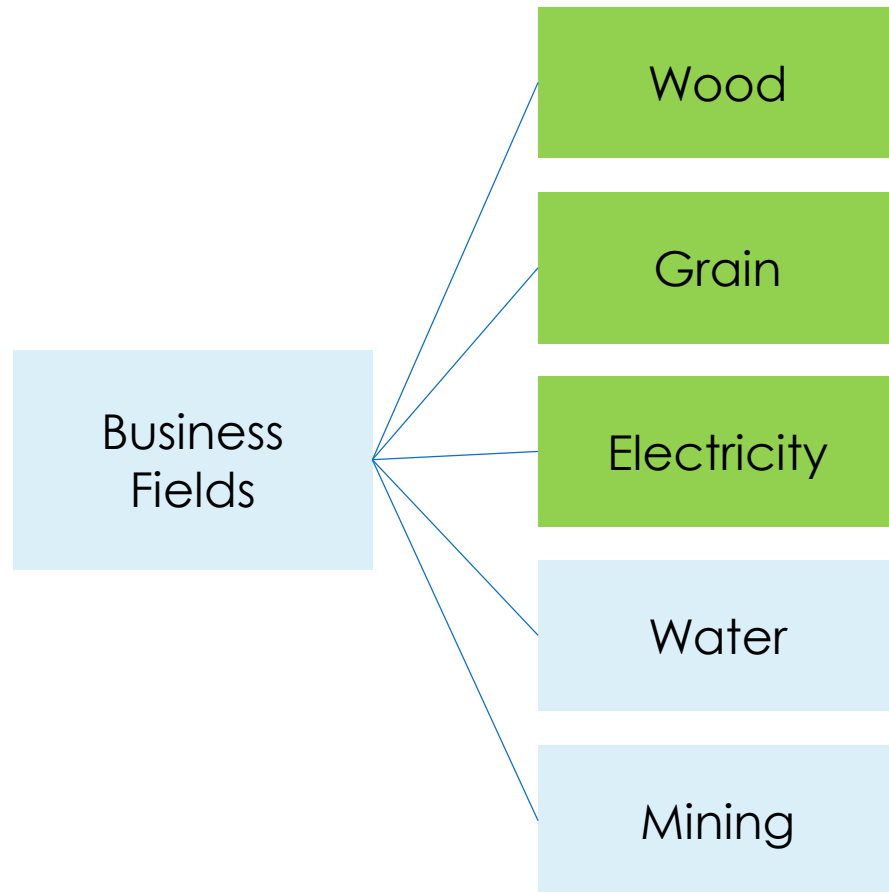 Wood
Grain
Business
Fields
Electricity
Water
Mining